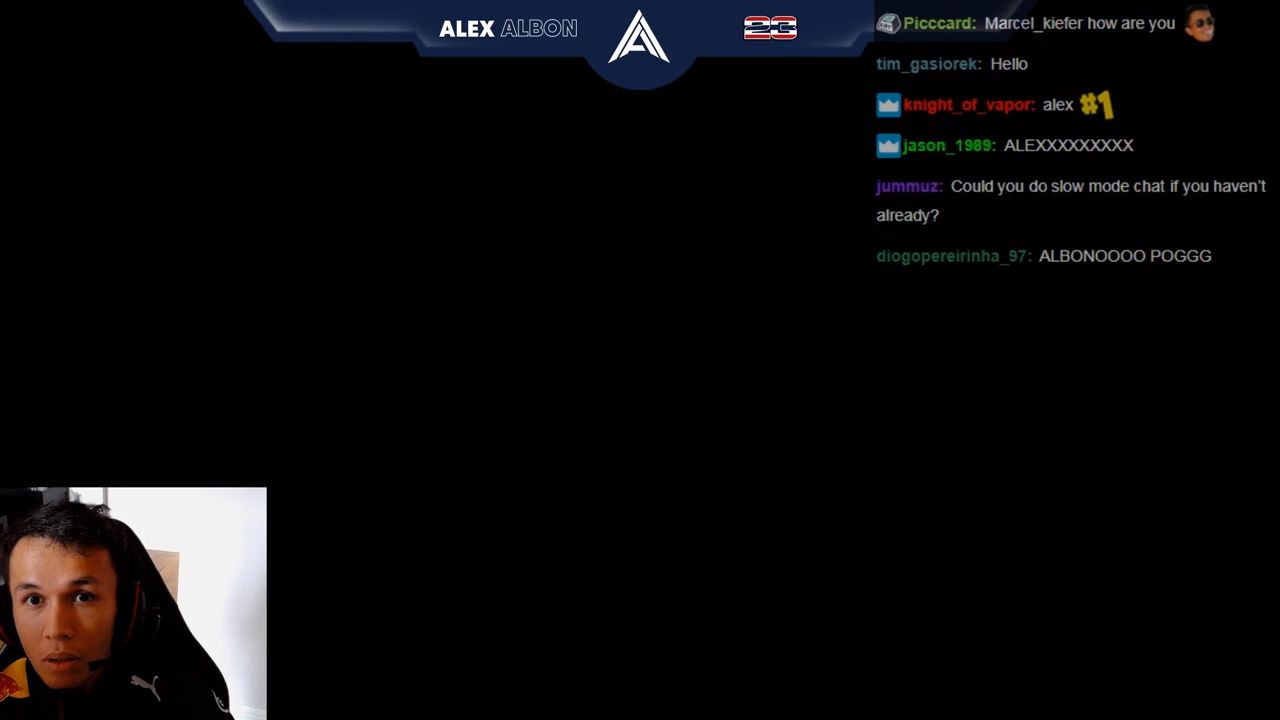 ALEX ALBON
23
Picccard: Marcel_kiefer how are you
tim_gasiorek: Hello
knight_of_vapor: alex #1
jason_1989: ALEXXXXXXXXX
jummuz: Could you do slow mode chat if you haven't
already?
diogopereirinha_97: ALBONOOOO POGGG